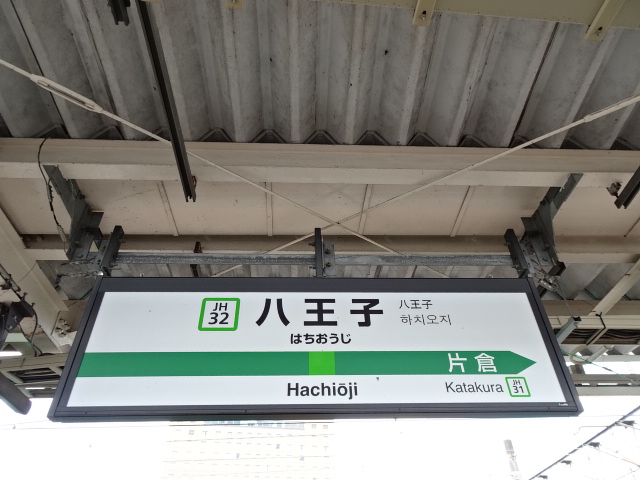 JH
32
八王子
八王子
하치오지
はちおうじ
片倉
Hachiōji
Katakura
JH
31